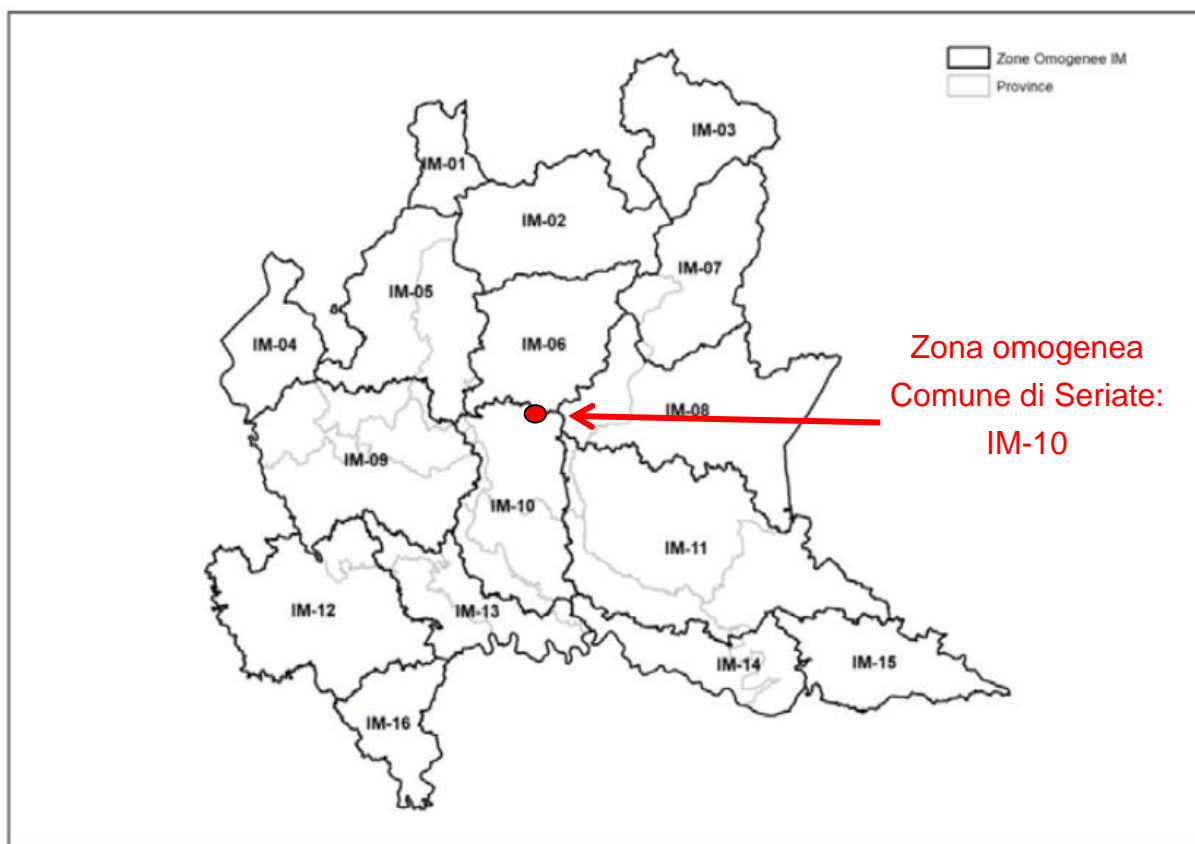 Zone Omogenee IM
Province
IM-03
IM-01
IM-02
IM-07
IM-05
IM-04
IM-06
Zona omogenea
Comune di Seriate:
IM-10
IM-08
IM-09
IM-10
IM-11
IM-12
IM-13
IM-14
IM-15
IM-16